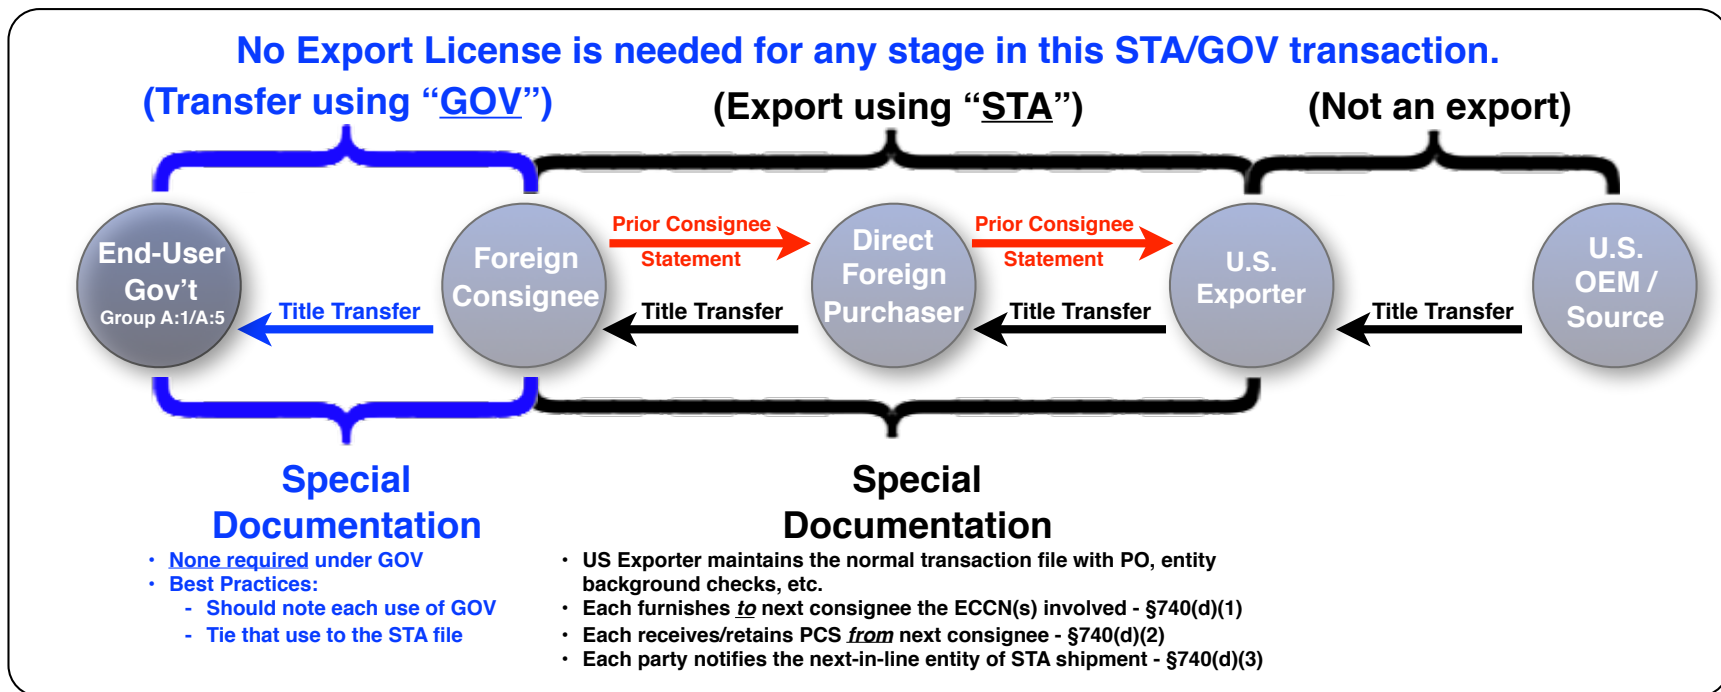 No Export License is needed for any stage in this STA/GOV transaction.
(Transfer using “GOV”)
(Export using “STA”)
(Not an export)
End-User
Gov’t
Group A:1/A:5
Title Transfer
Foreign
Consignee
Prior Consignee
Statement
Title Transfer
Direct
Foreign
Purchaser
Prior Consignee
Statement
Title Transfer
U.S.
Exporter
Title Transfer
U.S.
OEM /
Source
Special
Documentation
• None required under GOV
• Best Practices:
- Should note each use of GOV
- Tie that use to the STA file
Special
Documentation
• US Exporter maintains the normal transaction file with PO, entity
background checks, etc.
• Each furnishes to next consignee the ECCN(s) involved - §740(d)(1)
• Each receives/retains PCS from next consignee - §740(d)(2)
• Each party notifies the next-in-line entity of STA shipment - §740(d)(3)